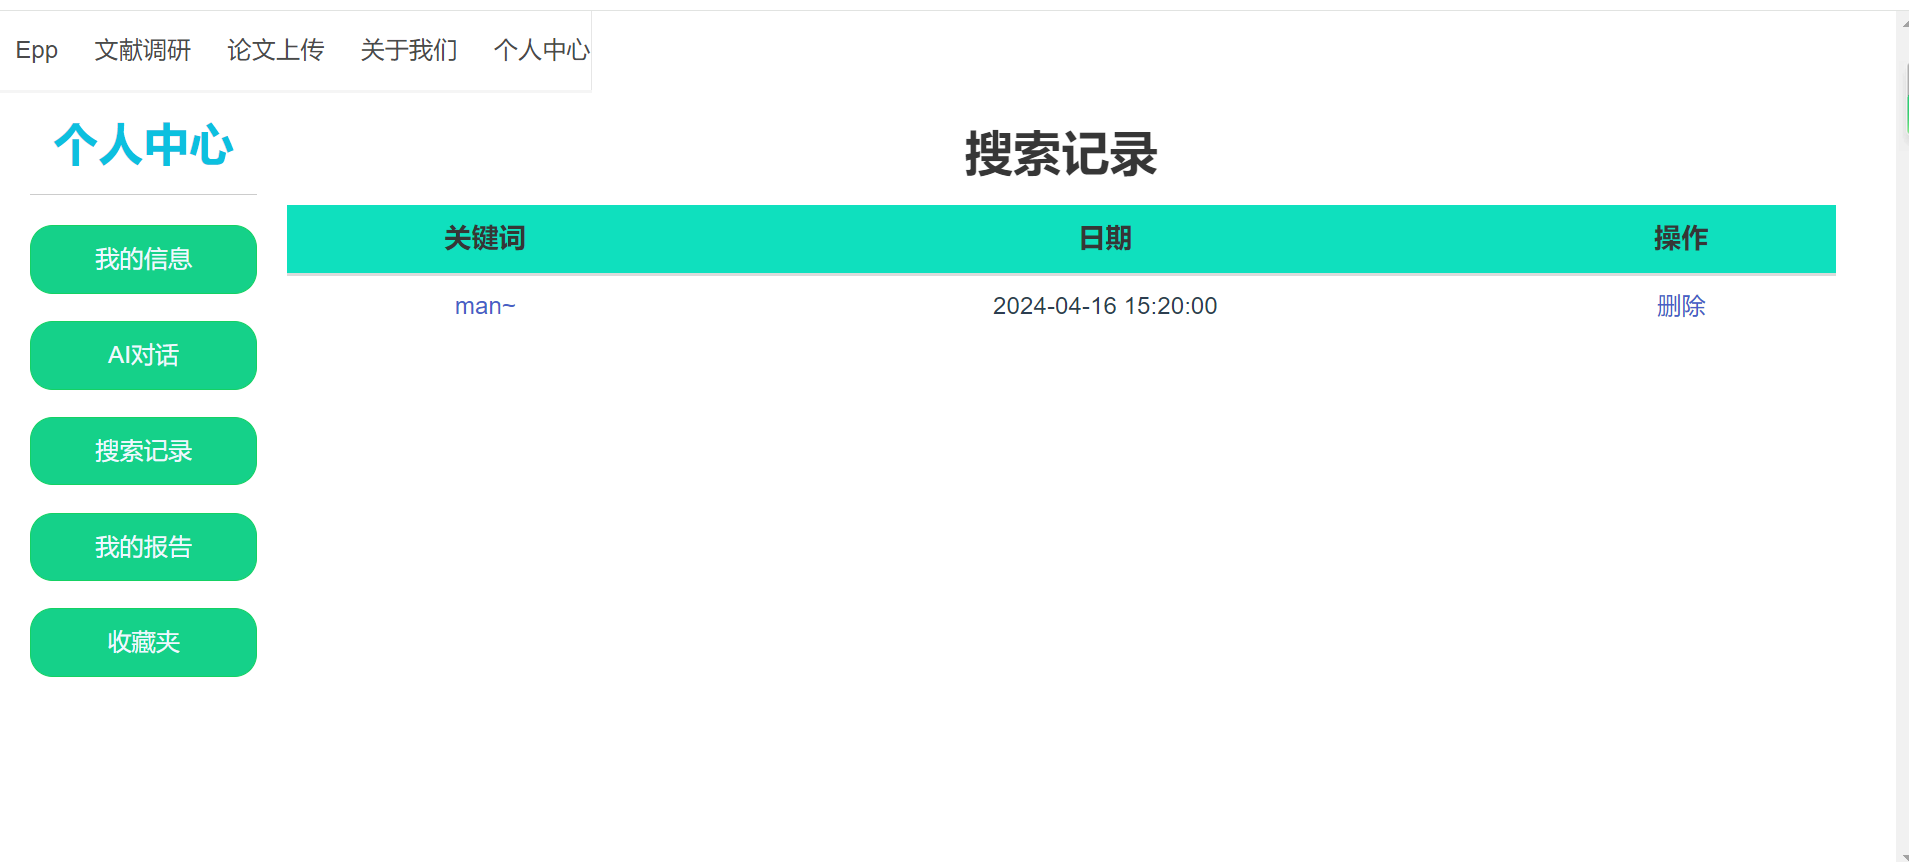 Epp 文献调研 论文上传 关于我们 个人中心
个人中心
我的信息
AI对话
搜索记录
我的报告
收藏夹
搜索记录
关键词 日期 操作
man~ 2024-04-16 15:20:00 删除